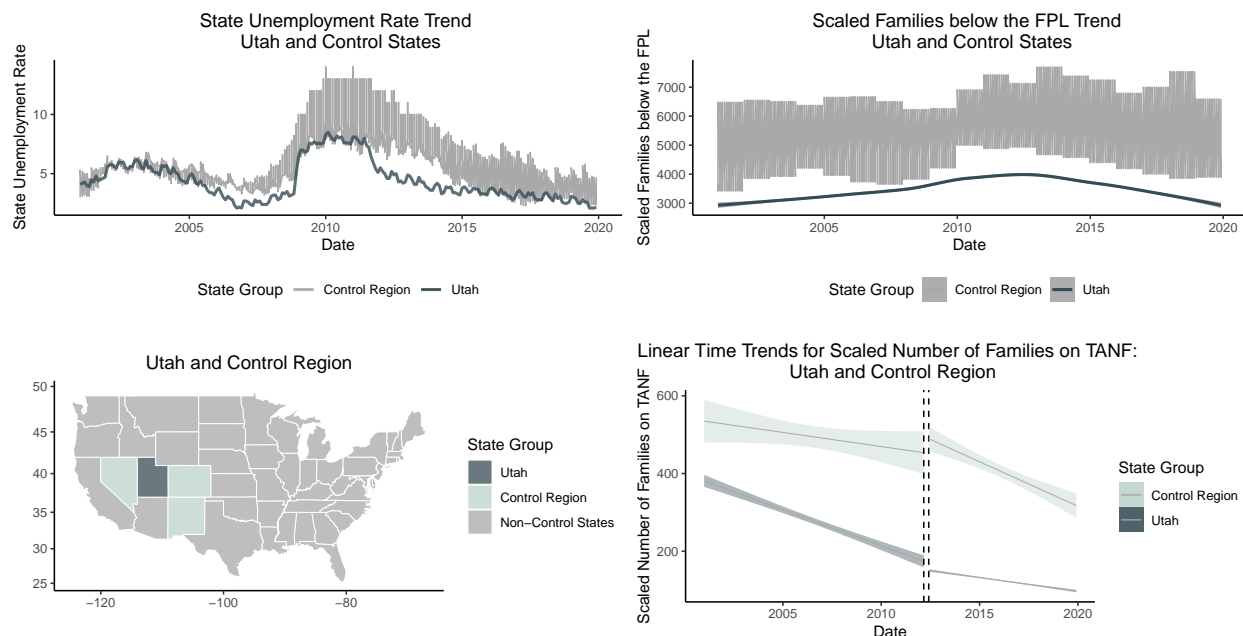 State Unemployment Rate Trend
Utah and Control States
State Unemployment Rate
10
5
2005
2010
2015
2020
Date
State Group
Control Region
Utah
Scaled Families below the FPL Trend
Utah and Control States
Scaled Families below the FPL
7000
6000
5000
4000
3000
2005
2010
2015
2020
Date
State Group
Control Region
Utah
Utah and Control Region
50
45
40
35
30
25
−120
−100
−80
State Group
Utah
Control Region
Non−Control States
Linear Time Trends for Scaled Number of Families on TANF:
Utah and Control Region
Scaled Number of Families on TANF
600
400
200
2005
2010
2015
2020
Date
State Group
Control Region
Utah